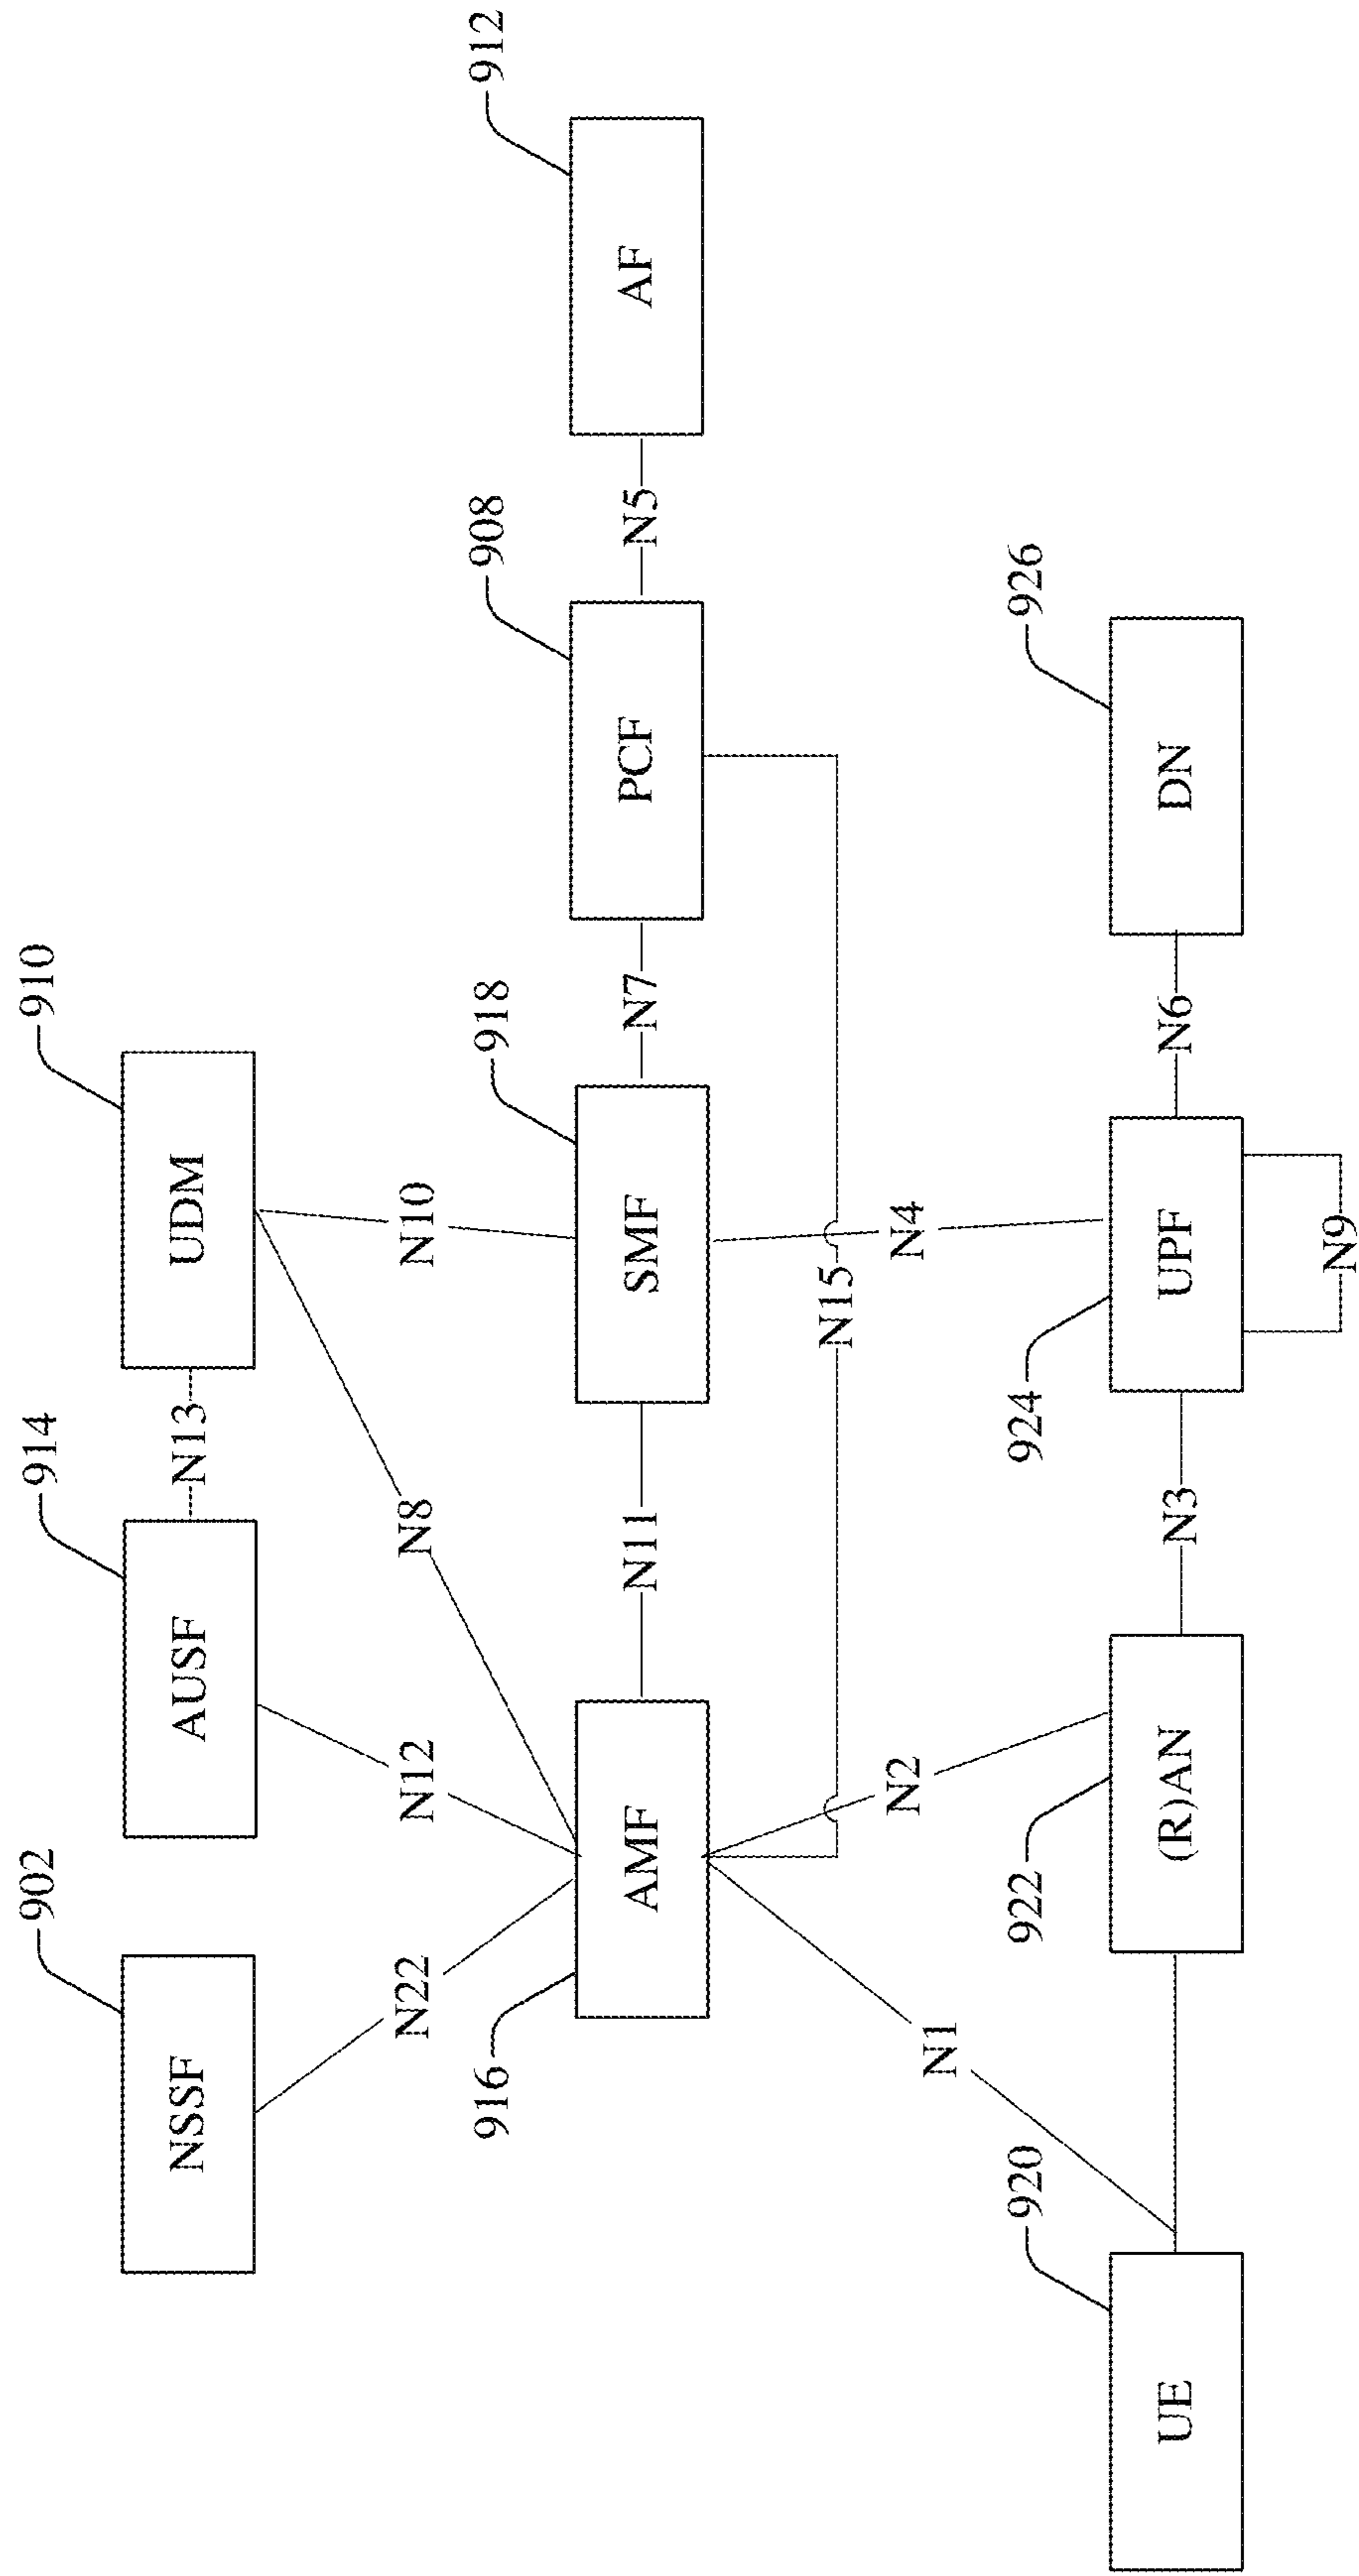 902
914
910
NSSF
AUSF
N13
UDM
N22
N12
N8
N10
916
918
908
912
AMF
N11
SMF
N7
PCF
N5
AF
N15
N1
N2
N4
920
922
924
926
UE
(R)AN
N3
UPF
N6
DN
N9